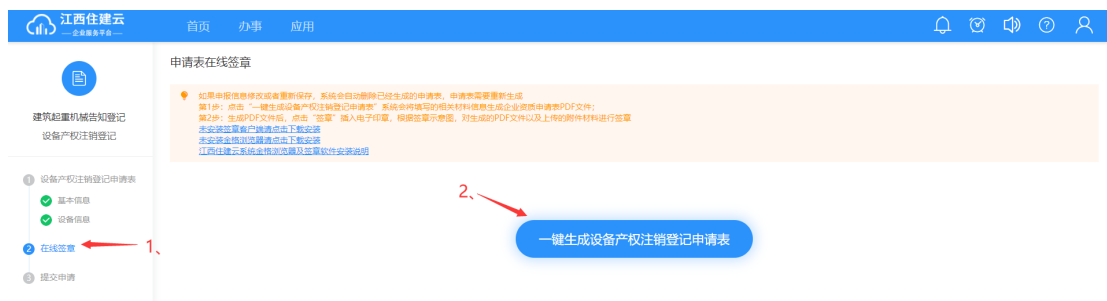 江西住建云
企业服务平台
首页 办事 应用
建筑起重机械告知登记
设备产权注销登记
1 设备产权注销登记申请表
基本信息
设备信息
2 在线签章
1、
3 提交申请
申请表在线签章
如果申报信息修改或者重新保存，系统会自动删除已经生成的申请表，申请表需要重新生成
第1步：点击“一键生成设备产权注销登记申请表”系统会将填写的相关材料信息生成企业资质申请表PDF文件；
第2步：生成PDF文件后，点击“签章”插入电子印章，根据签章示意图，对生成的PDF文件以及上传的附件材料进行签章
未安装签章客户端请点击下载安装
未安装金格浏览器请点击下载安装
江西住建云系统金格浏览器及签章软件安装说明
2、
一键生成设备产权注销登记申请表